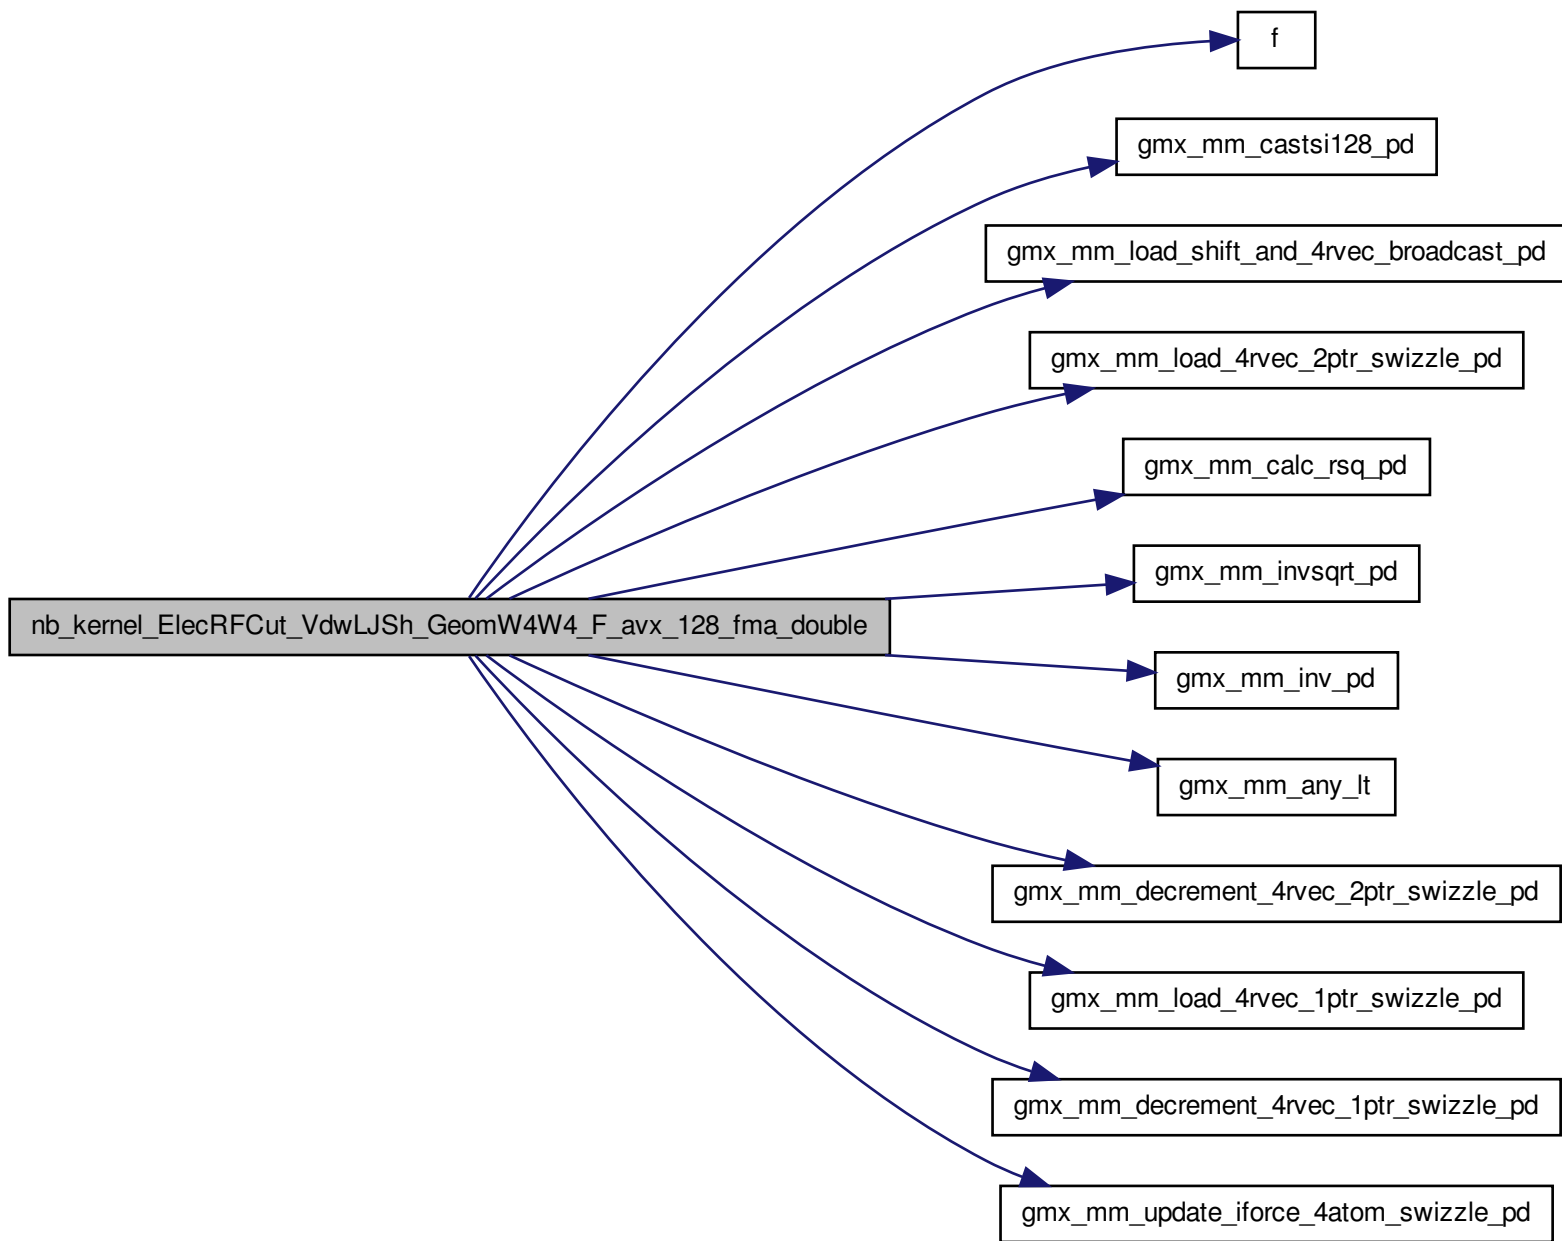 f
gmx_mm_castsi128_pd
gmx_mm_load_shift_and_4rvec_broadcast_pd
gmx_mm_load_4rvec_2ptr_swizzle_pd
gmx_mm_calc_rsq_pd
gmx_mm_invsqrt_pd
nb_kernel_ElecRFCut_VdwLJSh_GeomW4W4_F_avx_128_fma_double
gmx_mm_inv_pd
gmx_mm_any_lt
gmx_mm_decrement_4rvec_2ptr_swizzle_pd
gmx_mm_load_4rvec_1ptr_swizzle_pd
gmx_mm_decrement_4rvec_1ptr_swizzle_pd
gmx_mm_update_iforce_4atom_swizzle_pd